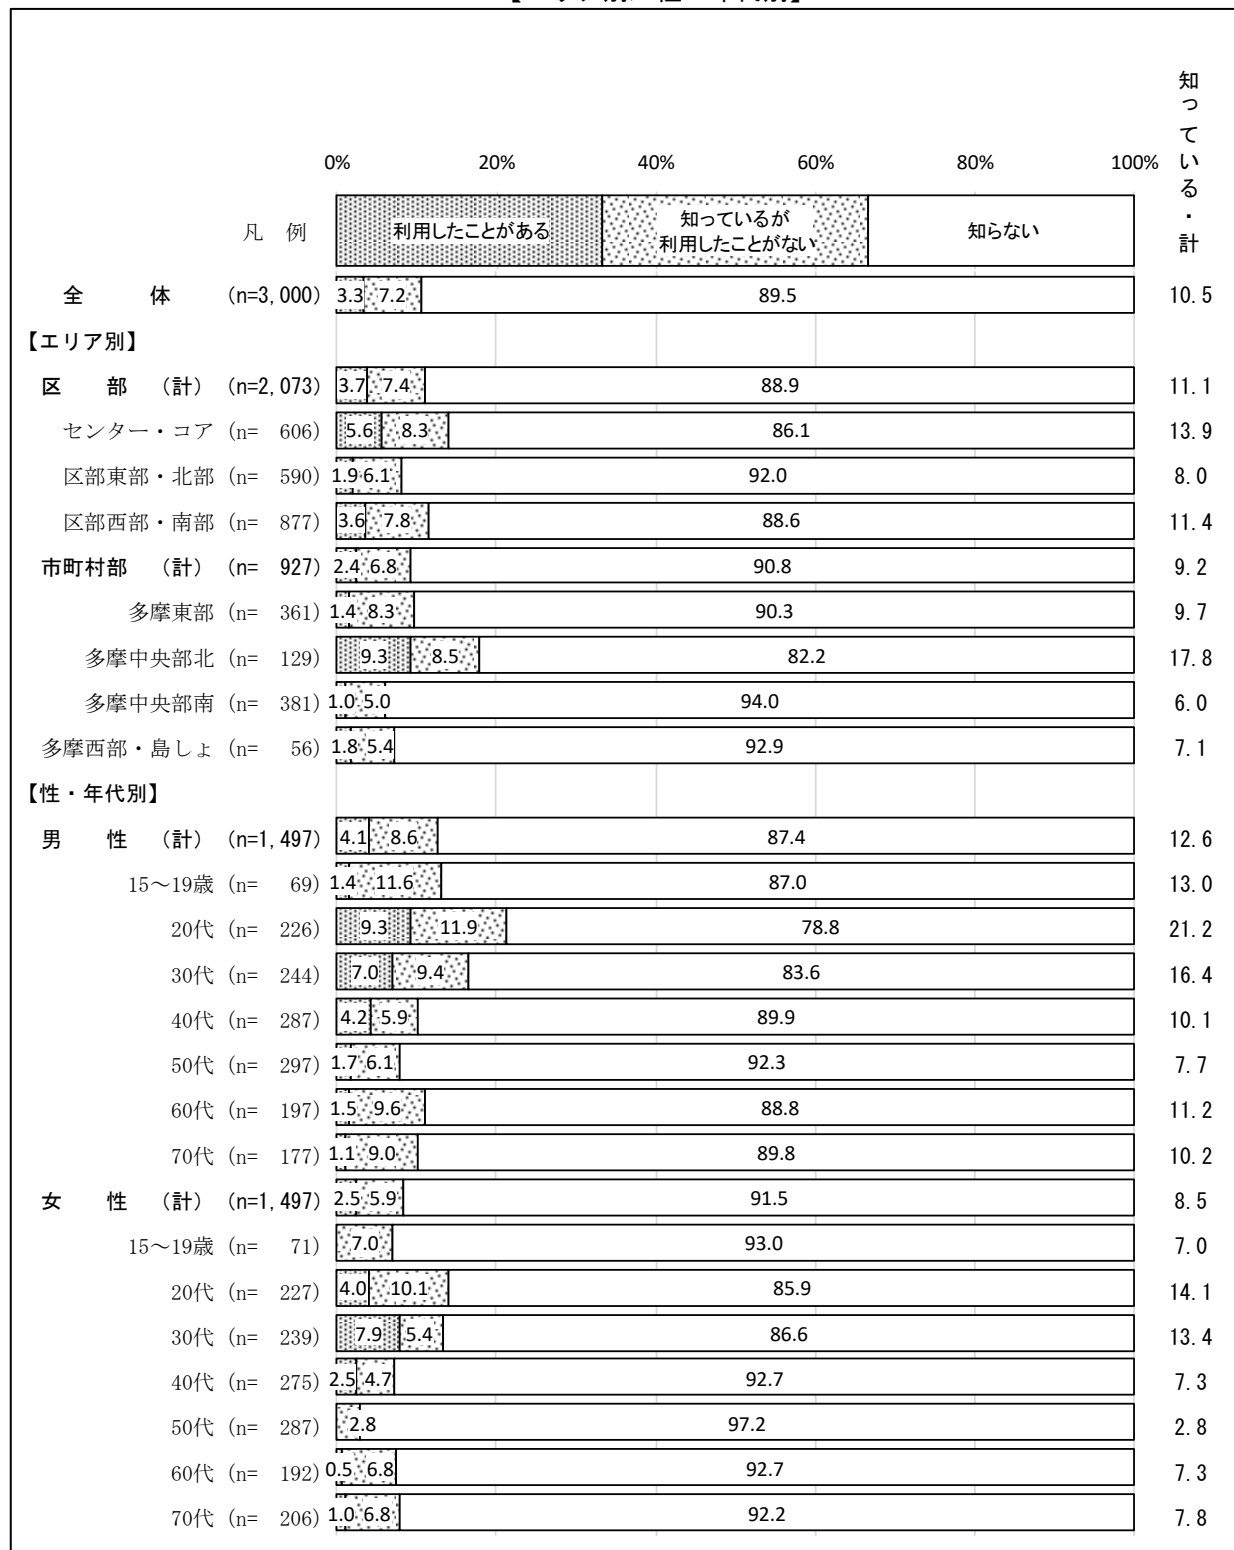 知っている・計
0% 20% 40% 60% 80% 100%
凡 例 利用したことがある 知っているが 利用したことがない 知らない
全 体 (n=3,000) 3.3 7.2 89.5 10.5
【エリア別】
区 部 (計) (n=2,073) 3.7 7.4 88.9 11.1
センター・コア (n= 606) 5.6 8.3 86.1 13.9
区部東部・北部 (n= 590) 1.9 6.1 92.0 8.0
区部西部・南部 (n= 877) 3.6 7.8 88.6 11.4
市町村部 (計) (n= 927) 2.4 6.8 90.8 9.2
多摩東部 (n= 361) 1.4 8.3 90.3 9.7
多摩中央部北 (n= 129) 9.3 8.5 82.2 17.8
多摩中央部南 (n= 381) 1.0 5.0 94.0 6.0
多摩西部・島しょ (n= 56) 1.8 5.4 92.9 7.1
【性・年代別】
男 性 (計) (n=1,497) 4.1 8.6 87.4 12.6
15～19歳 (n= 69) 1.4 11.6 87.0 13.0
20代 (n= 226) 9.3 11.9 78.8 21.2
30代 (n= 244) 7.0 9.4 83.6 16.4
40代 (n= 287) 4.2 5.9 89.9 10.1
50代 (n= 297) 1.7 6.1 92.3 7.7
60代 (n= 197) 1.5 9.6 88.8 11.2
70代 (n= 177) 1.1 9.0 89.8 10.2
女 性 (計) (n=1,497) 2.5 5.9 91.5 8.5
15～19歳 (n= 71) 7.0 93.0 7.0
20代 (n= 227) 4.0 10.1 85.9 14.1
30代 (n= 239) 7.9 5.4 86.6 13.4
40代 (n= 275) 2.5 4.7 92.7 7.3
50代 (n= 287) 2.8 97.2 2.8
60代 (n= 192) 0.5 6.8 92.7 7.3
70代 (n= 206) 1.0 6.8 92.2 7.8